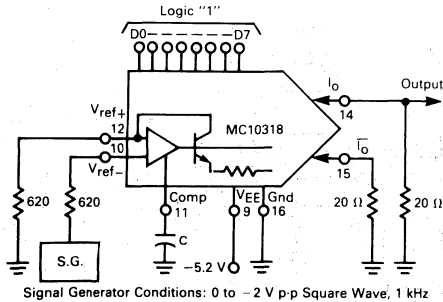 Logic "1"
D0 D7
Io Output
14
Vref+
12
MC10318
10
Vref−
Io
15
Comp VEE Gnd
11 9 16
620 620 20 Ω 20 Ω
C
−5.2 V
S.G.
Signal Generator Conditions: 0 to −2 V p-p Square Wave, 1 kHz